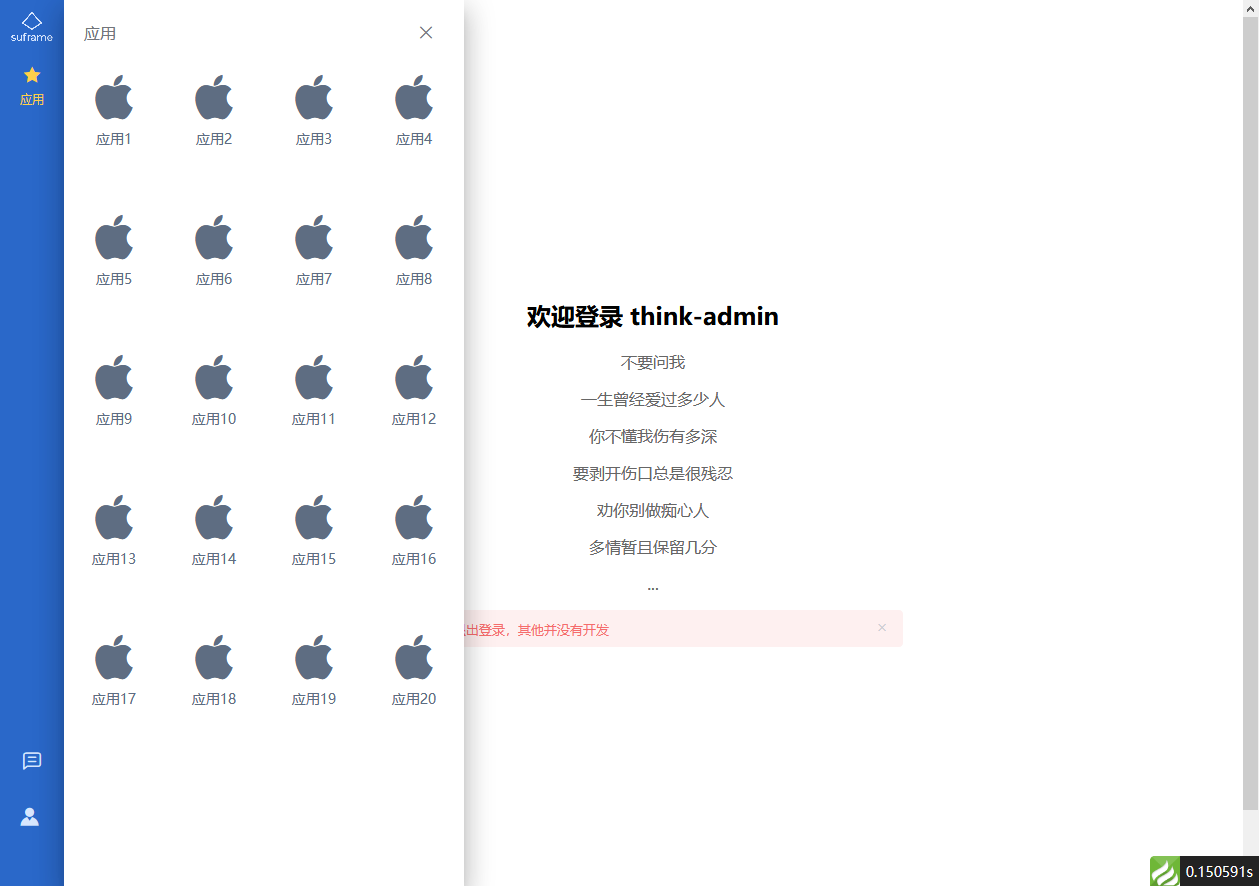 suframe
应用
应用
应用1 应用2 应用3 应用4
应用5 应用6 应用7 应用8
应用9 应用10 应用11 应用12
应用13 应用14 应用15 应用16
应用17 应用18 应用19 应用20
欢迎登录 think-admin
不要问我
一生曾经爱过多少人
你不懂我伤有多深
要剥开伤口总是很残忍
劝你别做痴心人
多情暂且保留几分
...
出登录，其他并没有开发
0.150591s